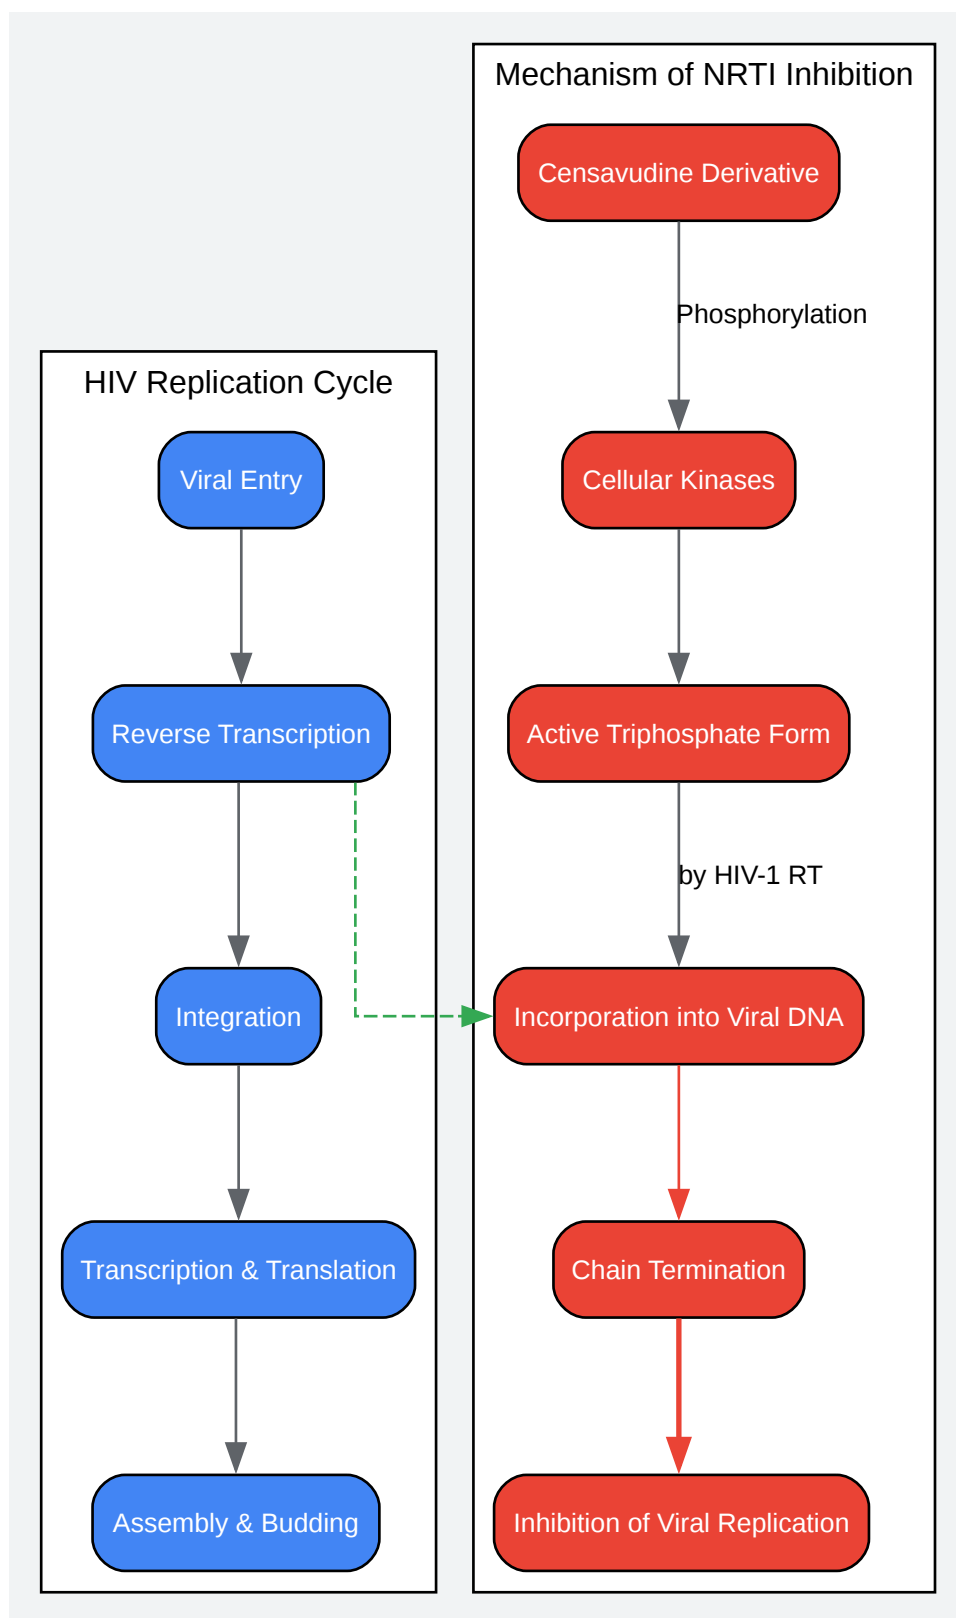 Mechanism of NRTI Inhibition
Censavudine Derivative
Phosphorylation
Cellular Kinases
Active Triphosphate Form
by HIV-1 RT
Incorporation into Viral DNA
Chain Termination
Inhibition of Viral Replication
HIV Replication Cycle
Viral Entry
Reverse Transcription
Integration
Transcription & Translation
Assembly & Budding